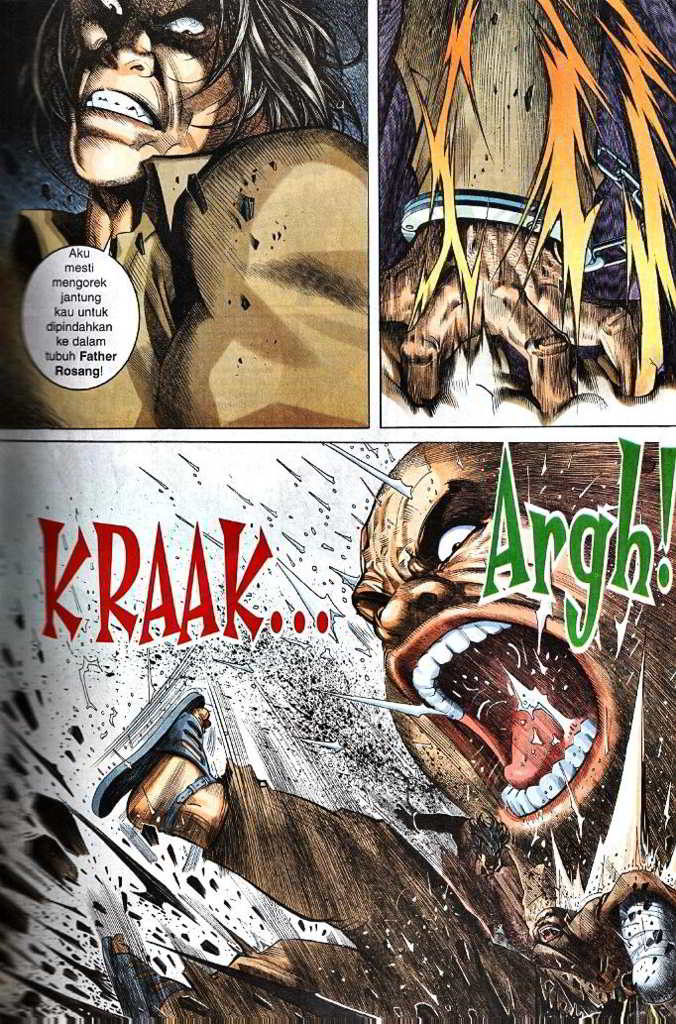 Aku
mesti
mengorek
jantung
kau untuk
dipindahkan
ke dalam
tubuh Father
Rosang!
KRAAK...
Argh!